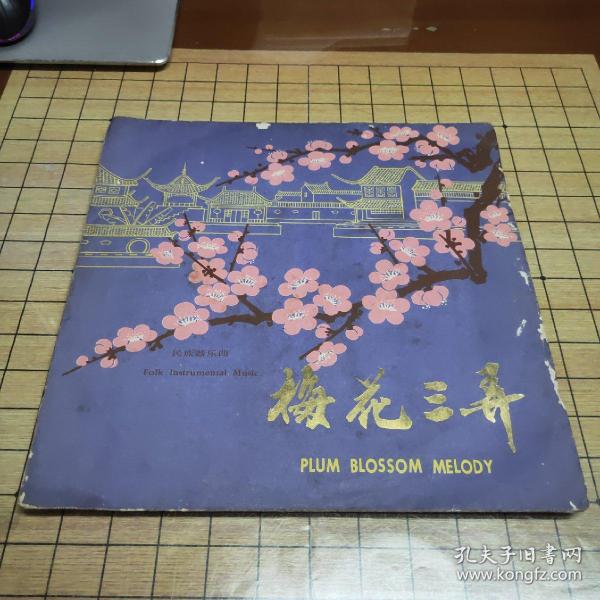 民族器乐曲
Folk Instrumental Music
梅花三弄
PLUM BLOSSOM MELODY
孔夫子旧书网
www.kongfz.com